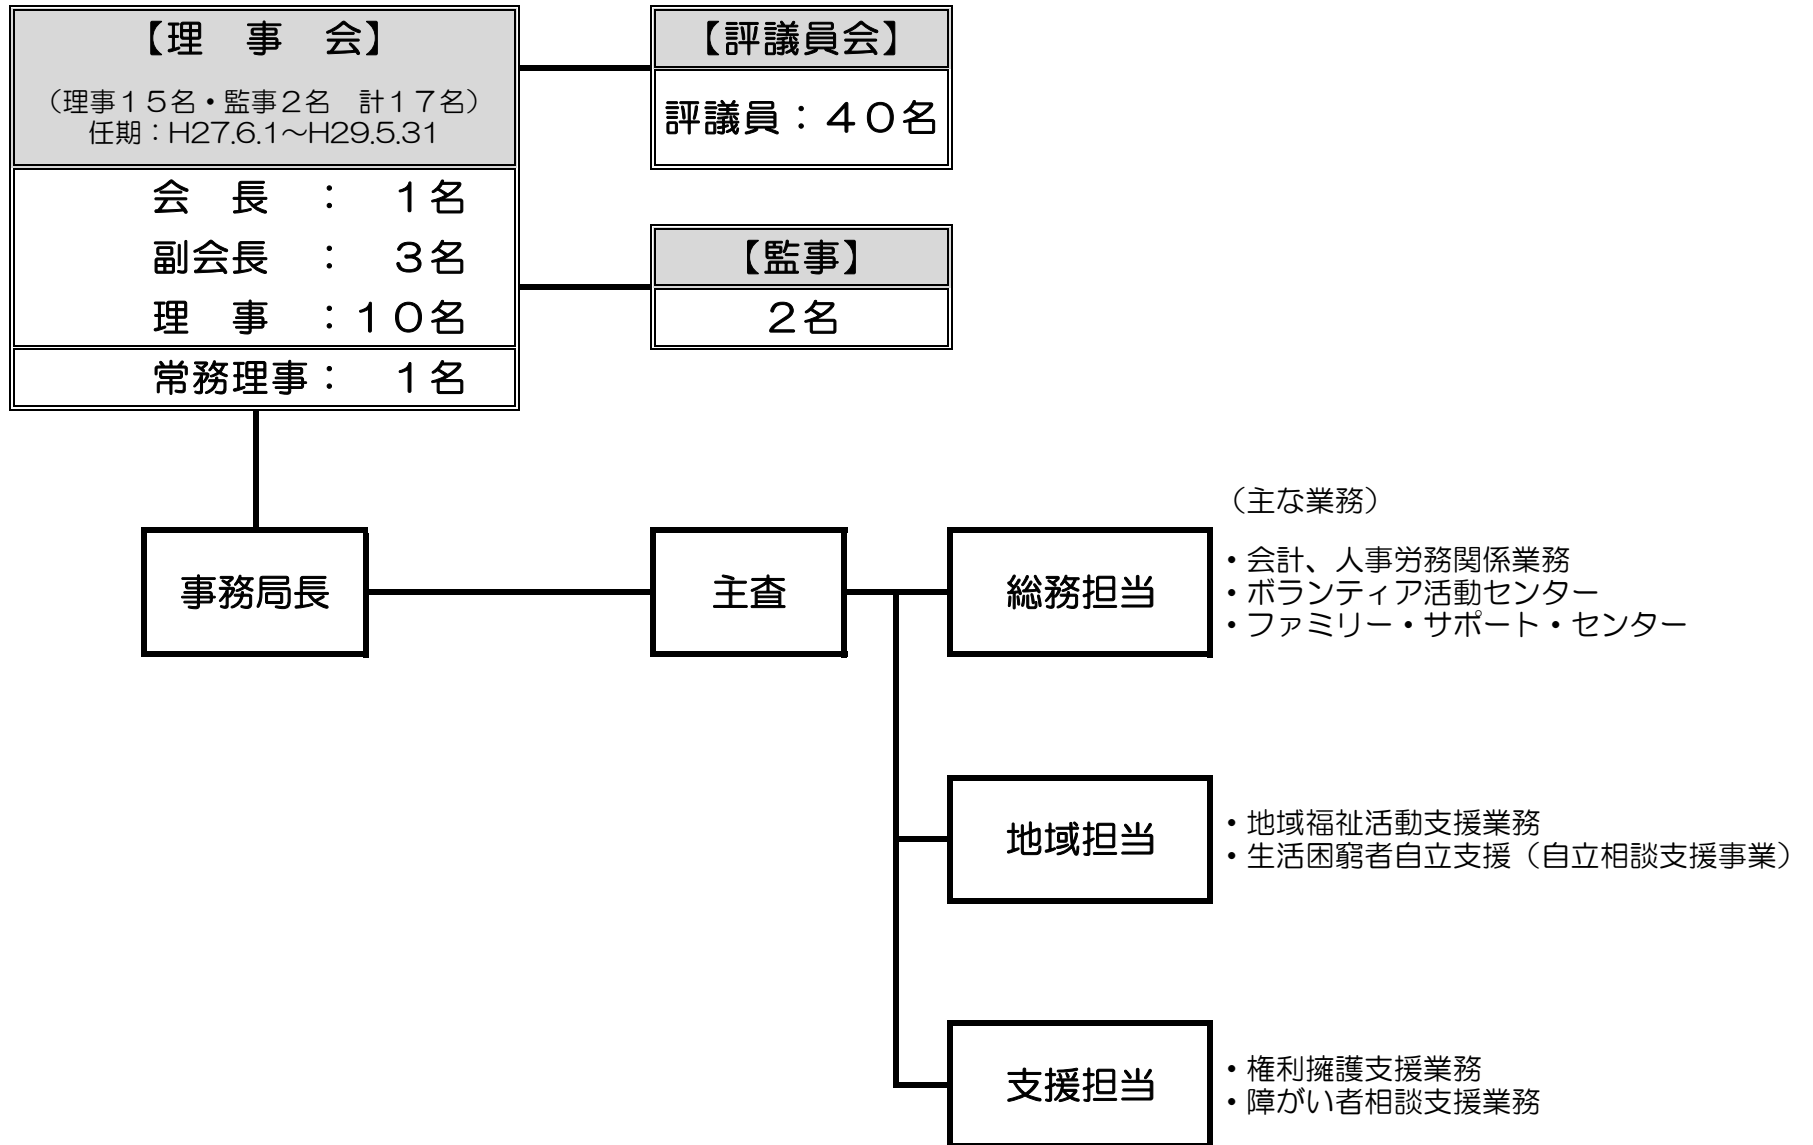 【理　事　会】
（理事１５名・監事２名　計１７名）
任期：H27.6.1～H29.5.31
会　長　：　１名
副会長　：　３名
理　事　：１０名
常務理事：　１名
【評議員会】
評議員：４０名
【監事】
２名
事務局長
主査
総務担当
（主な業務）
・会計、人事労務関係業務
・ボランティア活動センター
・ファミリー・サポート・センター
地域担当
・地域福祉活動支援業務
・生活困窮者自立支援（自立相談支援事業）
支援担当
・権利擁護支援業務
・障がい者相談支援業務